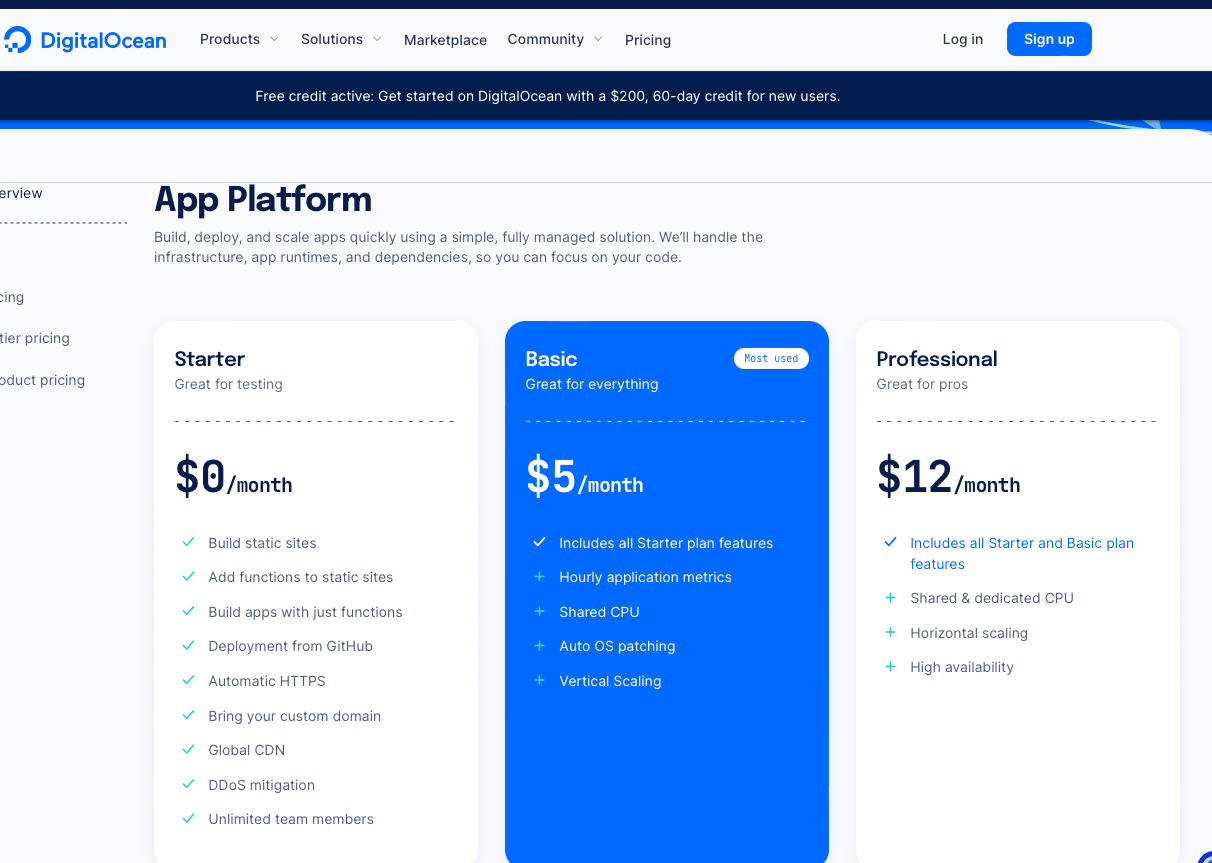 DigitalOcean
Products
Solutions
Marketplace
Community
Pricing
Log in
Sign up
Free credit active: Get started on DigitalOcean with a $200, 60-day credit for new users.
erview
cing
tier pricing
oduct pricing
App Platform
Build, deploy, and scale apps quickly using a simple, fully managed solution. We’ll handle the
infrastructure, app runtimes, and dependencies, so you can focus on your code.
Starter
Great for testing
$0/month
Build static sites
Add functions to static sites
Build apps with just functions
Deployment from GitHub
Automatic HTTPS
Bring your custom domain
Global CDN
DDoS mitigation
Unlimited team members
Basic
Most used
Great for everything
$5/month
Includes all Starter plan features
Hourly application metrics
Shared CPU
Auto OS patching
Vertical Scaling
Professional
Great for pros
$12/month
Includes all Starter and Basic plan
features
Shared & dedicated CPU
Horizontal scaling
High availability